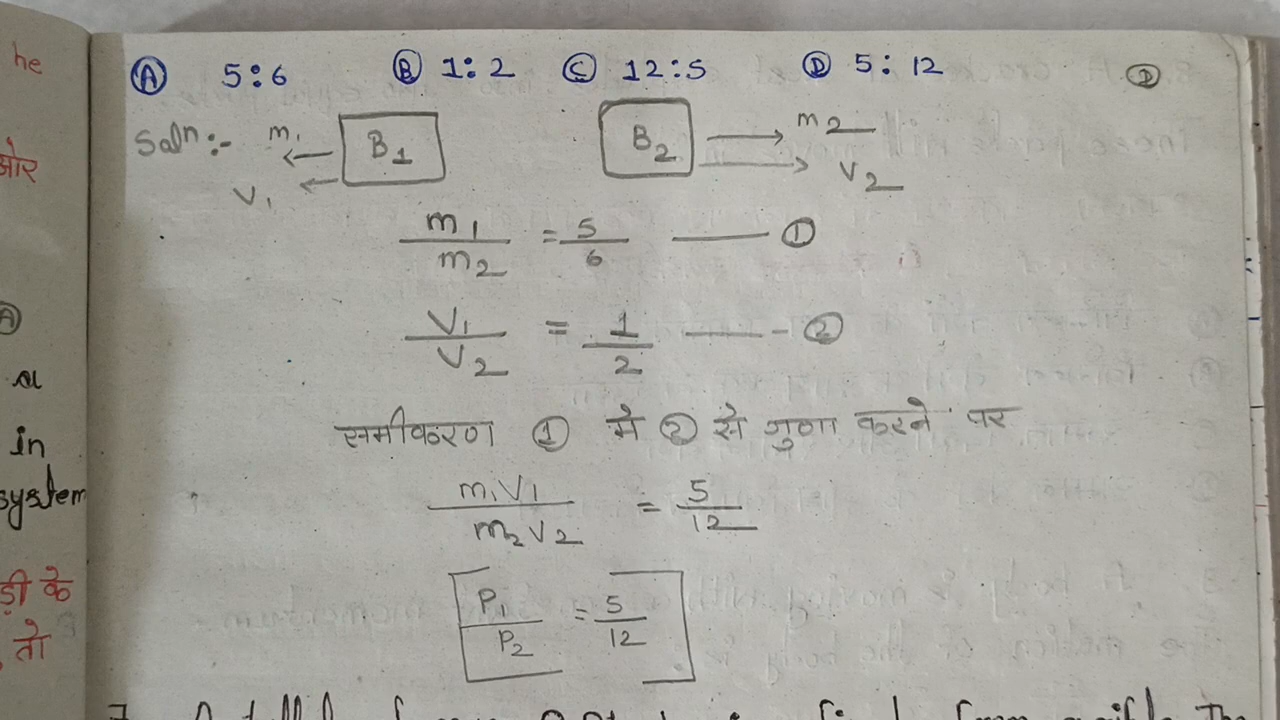 he
ओर
Ⓐ
a
in
system
ड़ी के
तो
Ⓐ 5:6 Ⓑ 1:2 Ⓒ 12:5 Ⓓ 5:12 Ⓓ
Solⁿ:- m₁ B₁ B₂ m₂
V₁ V₂
m₁/m₂ = 5/6 —— ①
V₁/V₂ = 1/2 —— ②
समीकरण ① मे ② से गुणा करने पर
m₁V₁/m₂V₂ = 5/12
P₁/P₂ = 5/12